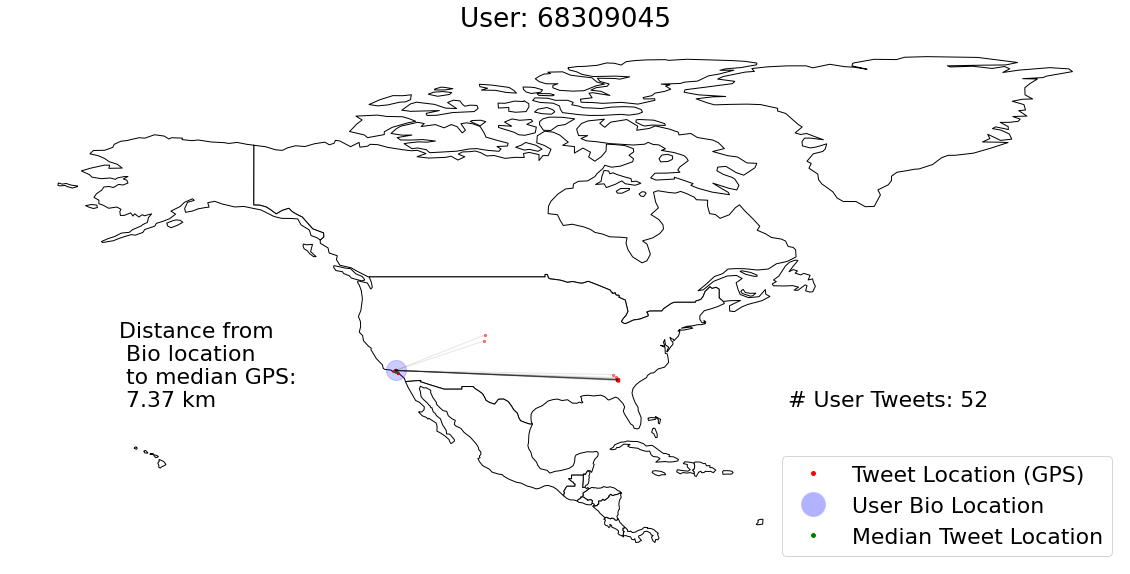 User: 68309045
Distance from
Bio location
to median GPS:
7.37 km
# User Tweets: 52
Tweet Location (GPS)
User Bio Location
Median Tweet Location